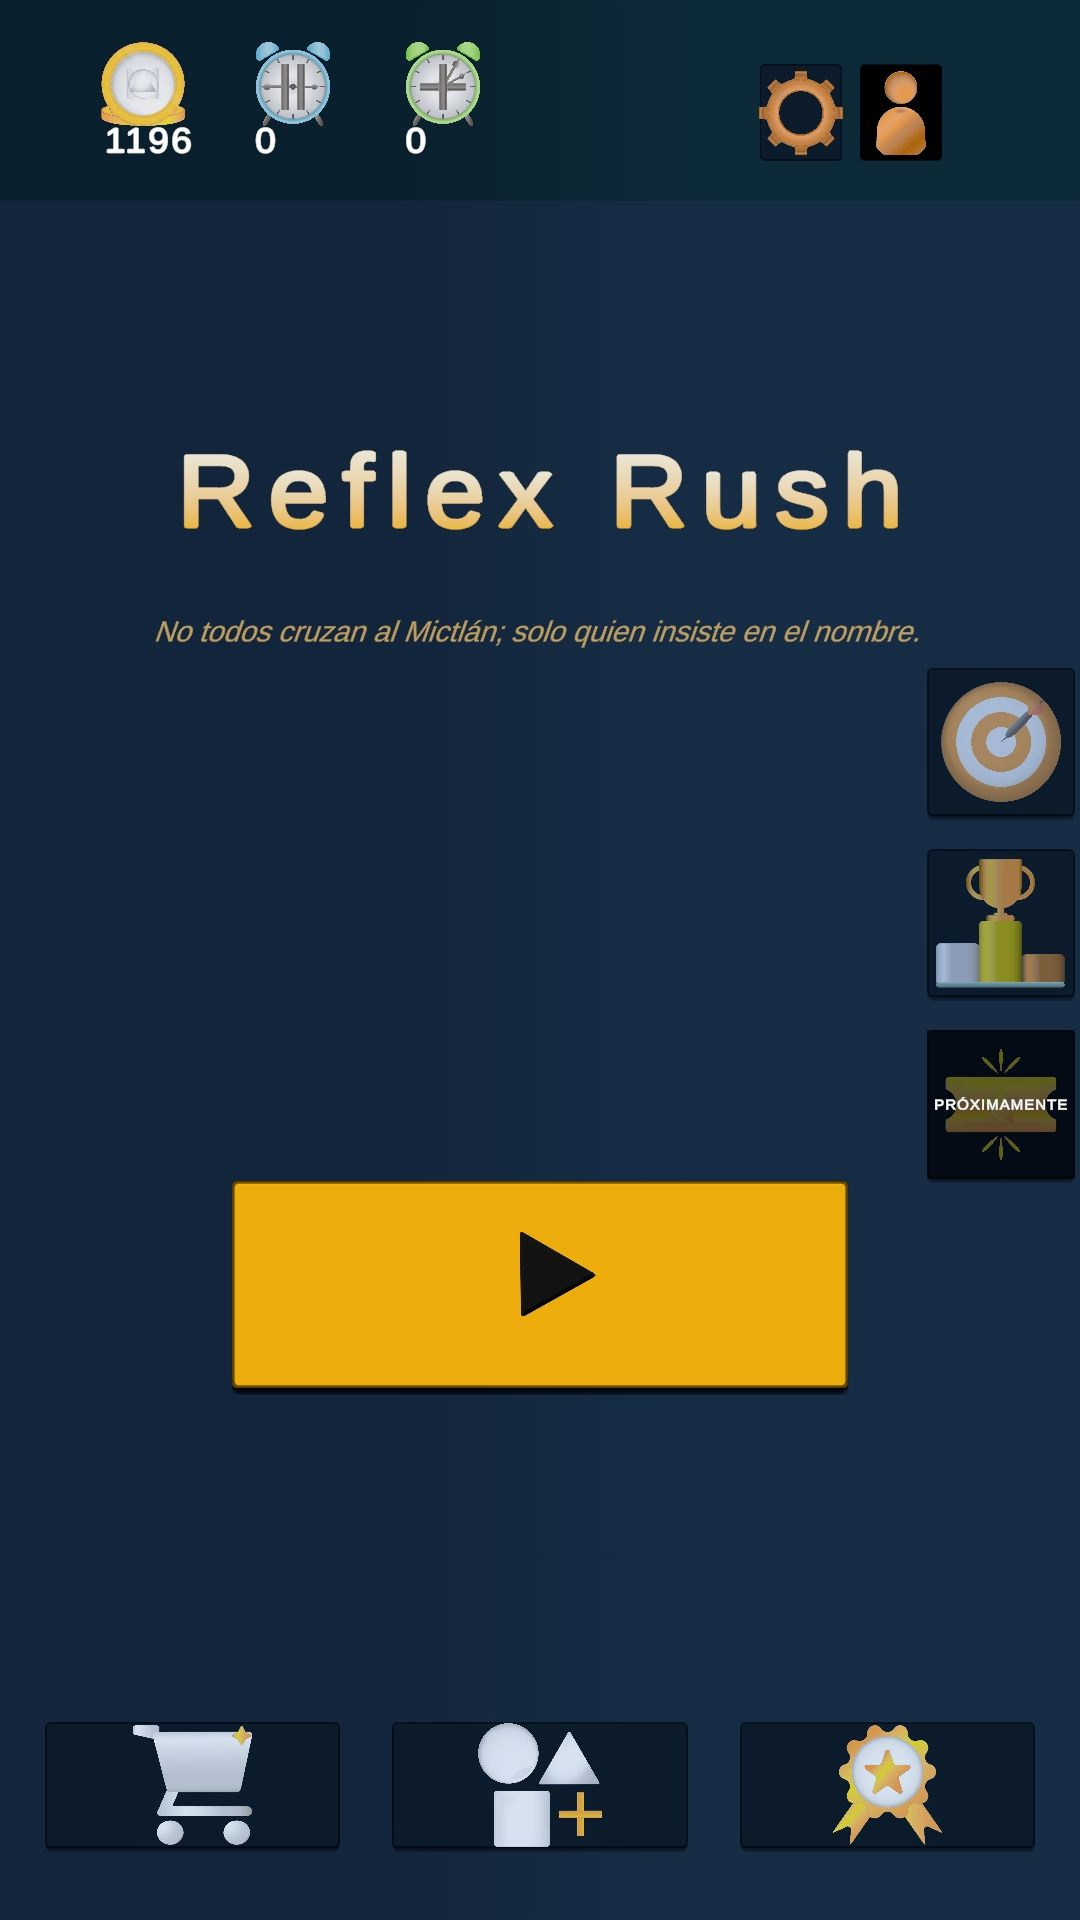 1196
0
0
Reflex Rush
No todos cruzan al Mictlán; solo quien insiste en el nombre.
PRÓXIMAMENTE